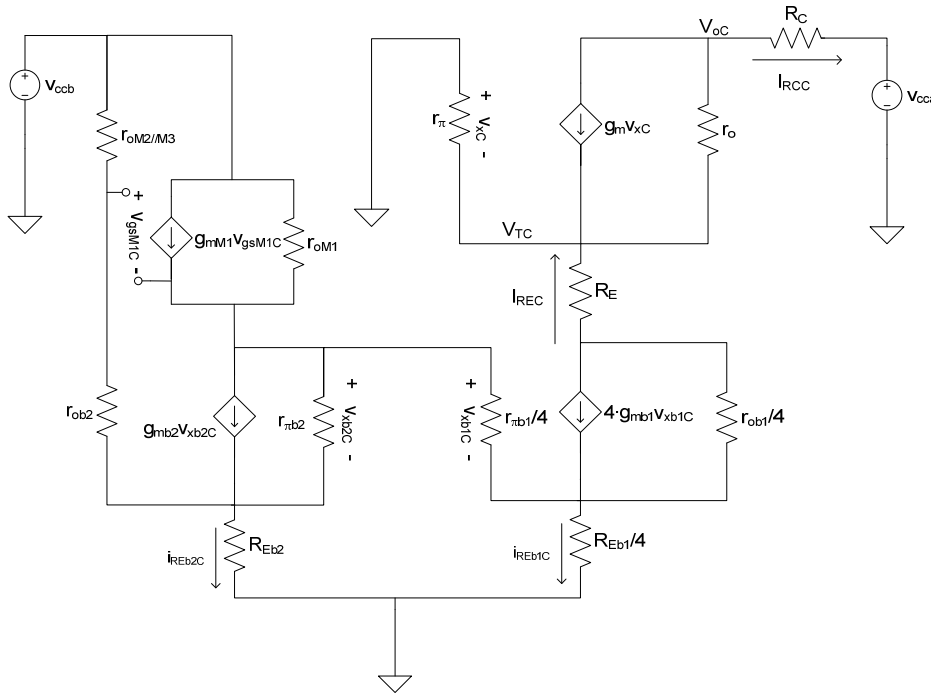 V_oC
R_C
v_ccb
I_RCC
v_cca
r_oM2//M3
r_π
+
v_xC
-
g_m v_xC
r_o
+
v_gsM1C
-
g_mM1 v_gsM1C
r_oM1
V_TC
I_REC
R_E
r_ob2
g_mb2 v_xb2C
r_πb2
+
v_xb2C
-
+
v_xb1C
-
r_πb1/4
4·g_mb1 v_xb1C
r_ob1/4
i_REb2C
R_Eb2
i_REb1C
R_Eb1/4